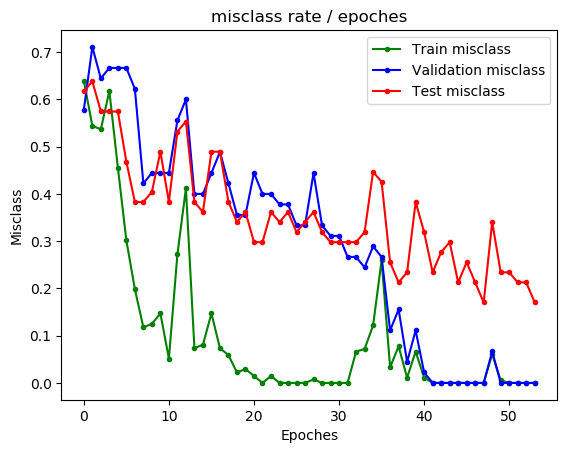 misclass rate / epoches
Train misclass
Validation misclass
Test misclass
Misclass
0.7
0.6
0.5
0.4
0.3
0.2
0.1
0.0
0 10 20 30 40 50
Epoches